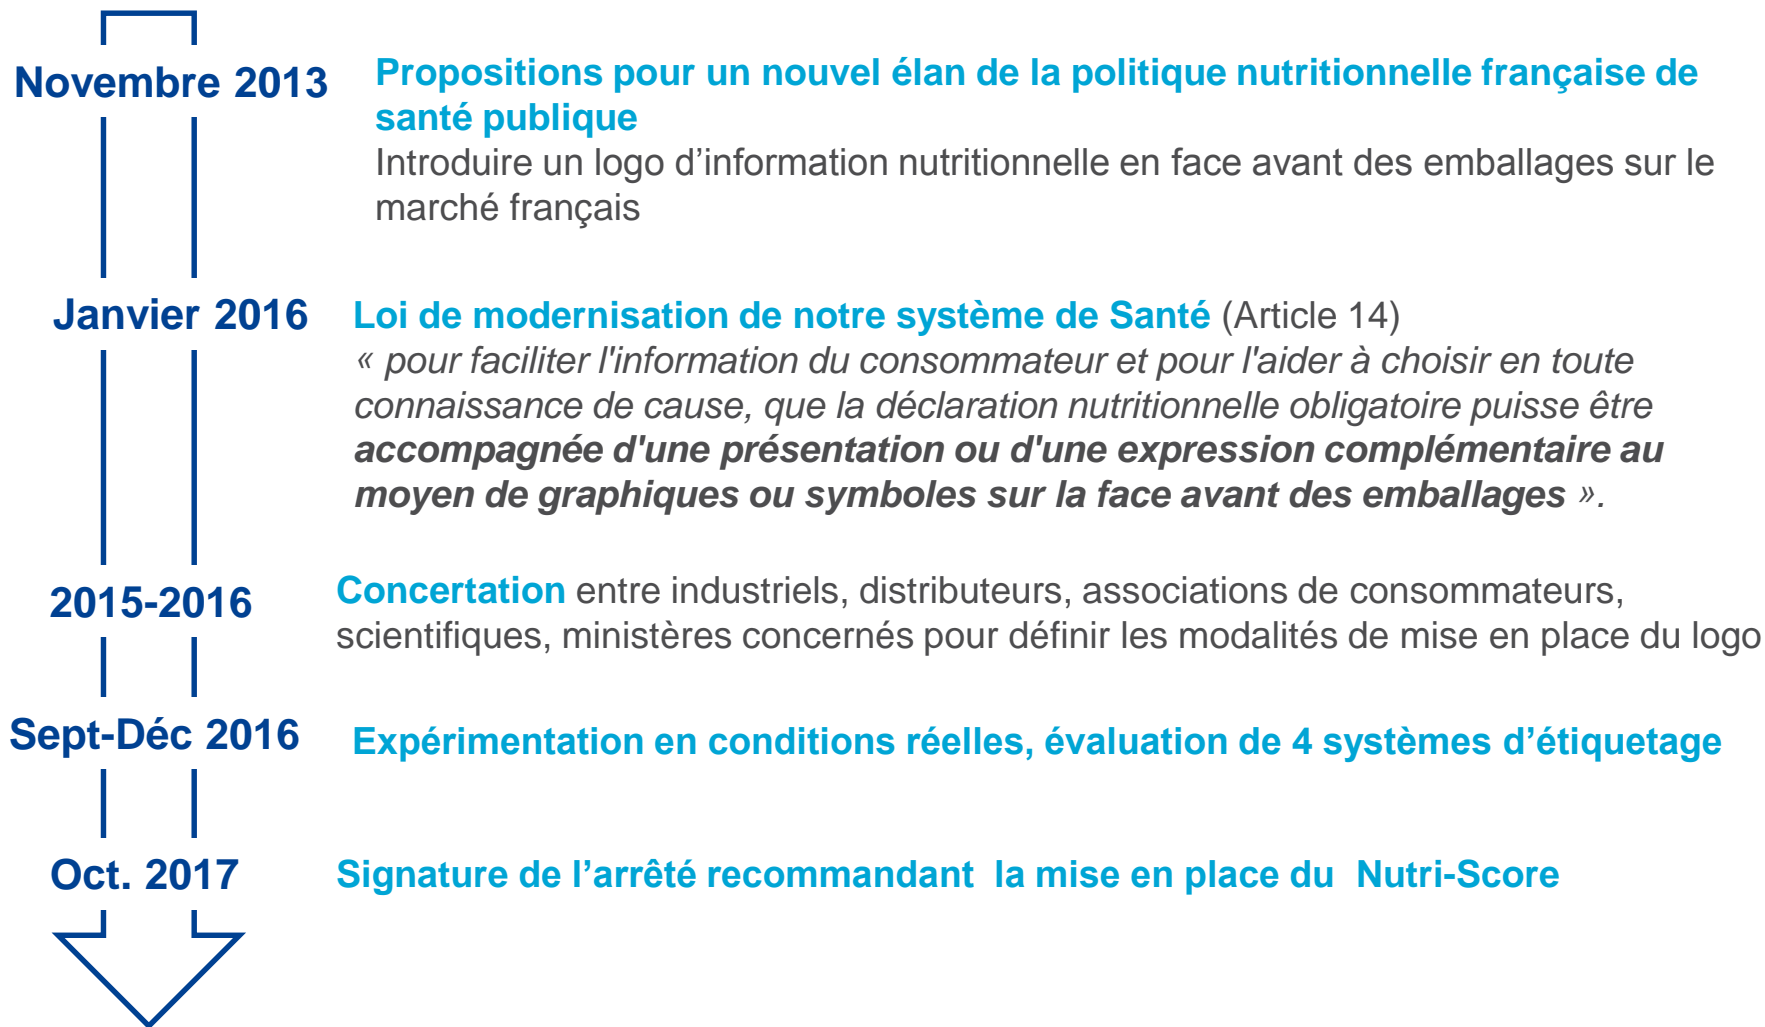 Novembre 2013
Propositions pour un nouvel élan de la politique nutritionnelle française de
santé publique
Introduire un logo d’information nutritionnelle en face avant des emballages sur le
marché français
Janvier 2016
Loi de modernisation de notre système de Santé (Article 14)
« pour faciliter l'information du consommateur et pour l'aider à choisir en toute
connaissance de cause, que la déclaration nutritionnelle obligatoire puisse être
accompagnée d'une présentation ou d'une expression complémentaire au
moyen de graphiques ou symboles sur la face avant des emballages ».
2015-2016
Concertation entre industriels, distributeurs, associations de consommateurs,
scientifiques, ministères concernés pour définir les modalités de mise en place du logo
Sept-Déc 2016
Expérimentation en conditions réelles, évaluation de 4 systèmes d’étiquetage
Oct. 2017
Signature de l’arrêté recommandant la mise en place du Nutri-Score